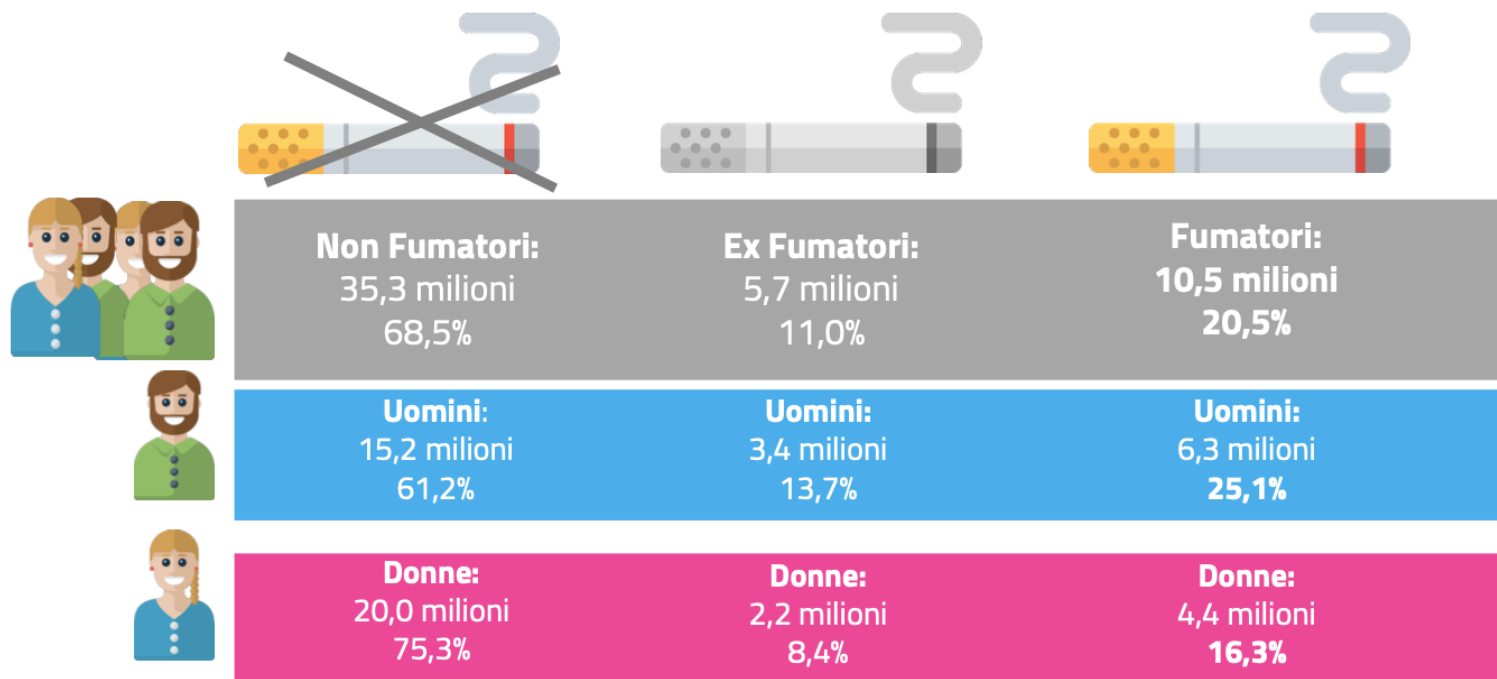 Non Fumatori:
35,3 milioni
68,5%
Ex Fumatori:
5,7 milioni
11,0%
Fumatori:
10,5 milioni
20,5%
Uomini:
15,2 milioni
61,2%
Uomini:
3,4 milioni
13,7%
Uomini:
6,3 milioni
25,1%
Donne:
20,0 milioni
75,3%
Donne:
2,2 milioni
8,4%
Donne:
4,4 milioni
16,3%